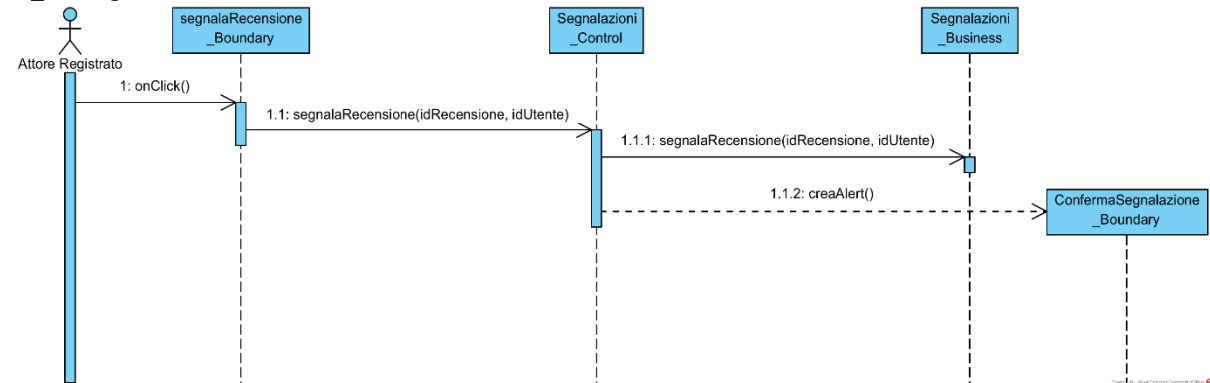 segnalaRecensione
_Boundary
Segnalazioni
_Control
Segnalazioni
_Business
Attore Registrato
1: onClick()
1.1: segnalaRecensione(idRecensione, idUtente)
1.1.1: segnalaRecensione(idRecensione, idUtente)
1.1.2: creaAlert()
ConfermaSegnalazione
_Boundary